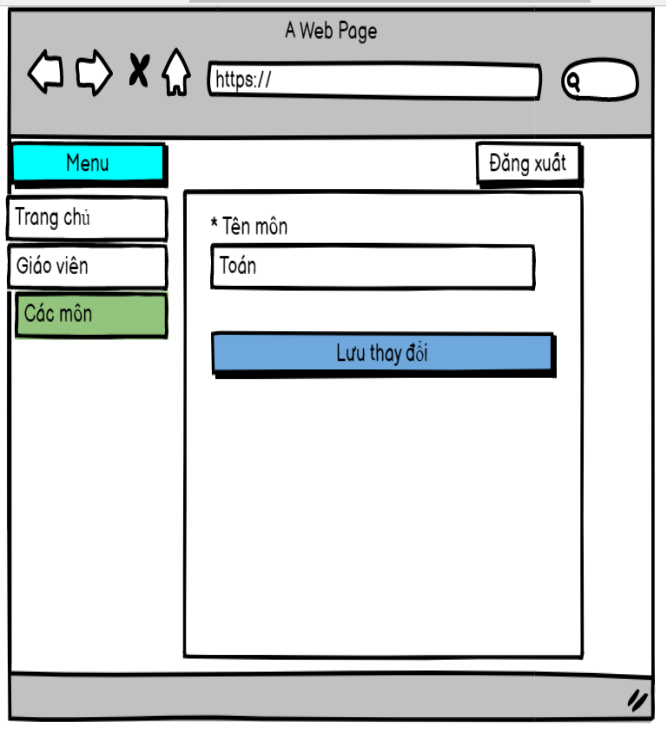 A Web Page
https://
Menu
Đăng xuất
Trang chủ
Giáo viên
Các môn
* Tên môn
Toán
Lưu thay đổi